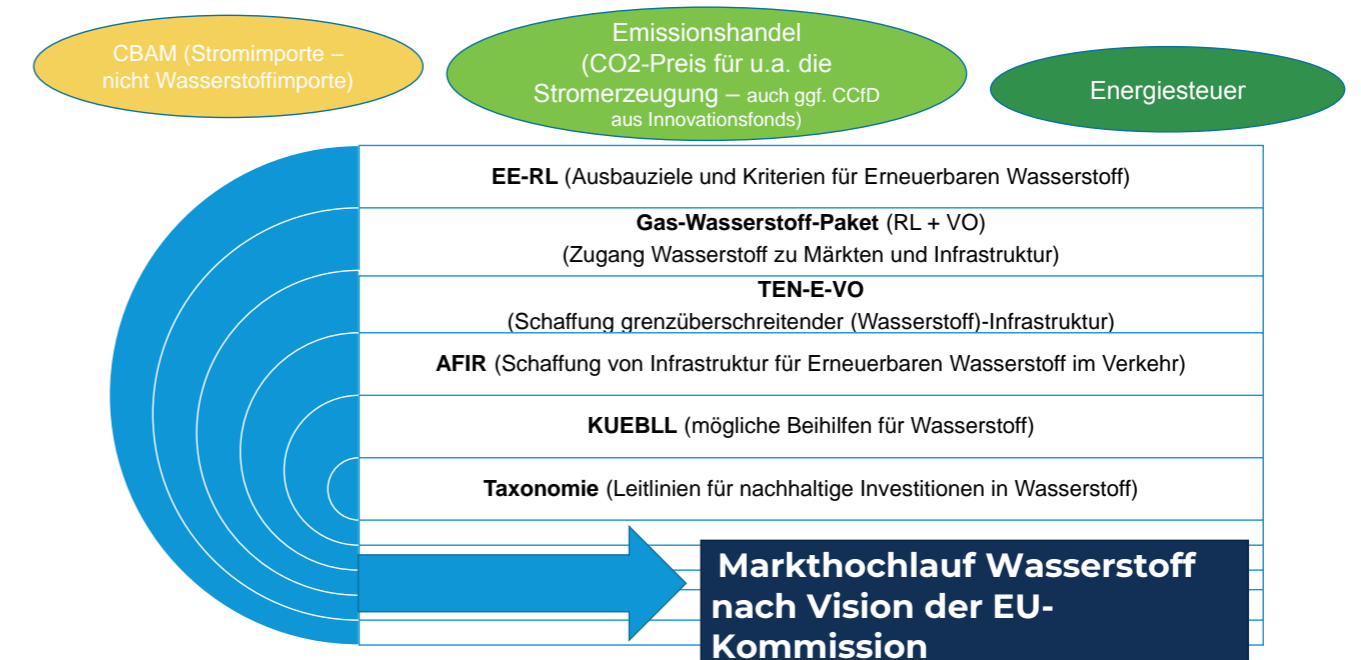 CBAM (Stromimporte –
nicht Wasserstoffimporte)
Emissionshandel
(CO2-Preis für u.a. die
Stromerzeugung – auch ggf. CCfD
aus Innovationsfonds)
Energiesteuer
EE-RL (Ausbauziele und Kriterien für Erneuerbaren Wasserstoff)
Gas-Wasserstoff-Paket (RL + VO)
(Zugang Wasserstoff zu Märkten und Infrastruktur)
TEN-E-VO
(Schaffung grenzüberschreitender (Wasserstoff)-Infrastruktur)
AFIR (Schaffung von Infrastruktur für Erneuerbaren Wasserstoff im Verkehr)
KUEBLL (mögliche Beihilfen für Wasserstoff)
Taxonomie (Leitlinien für nachhaltige Investitionen in Wasserstoff)
Markthochlauf Wasserstoff
nach Vision der EU-
Kommission